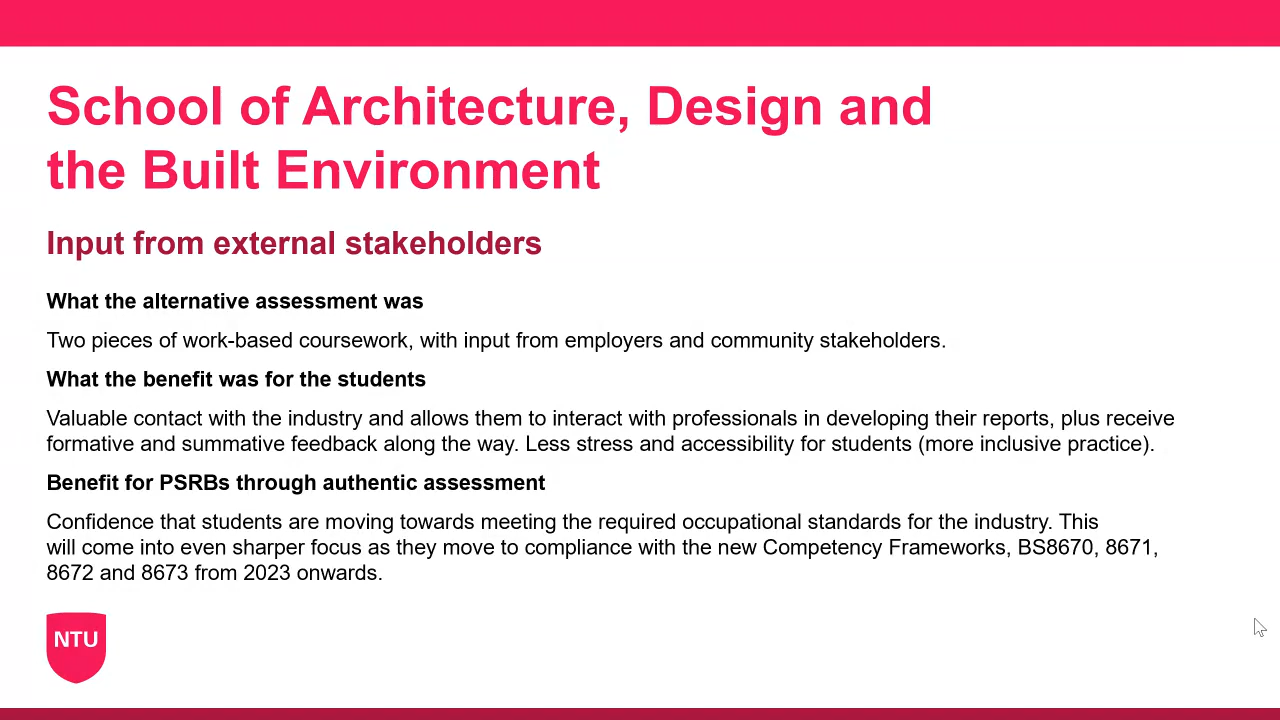 School of Architecture, Design and
the Built Environment
Input from external stakeholders
What the alternative assessment was
Two pieces of work-based coursework, with input from employers and community stakeholders.
What the benefit was for the students
Valuable contact with the industry and allows them to interact with professionals in developing their reports, plus receive
formative and summative feedback along the way. Less stress and accessibility for students (more inclusive practice).
Benefit for PSRBs through authentic assessment
Confidence that students are moving towards meeting the required occupational standards for the industry. This
will come into even sharper focus as they move to compliance with the new Competency Frameworks, BS8670, 8671,
8672 and 8673 from 2023 onwards.
NTU